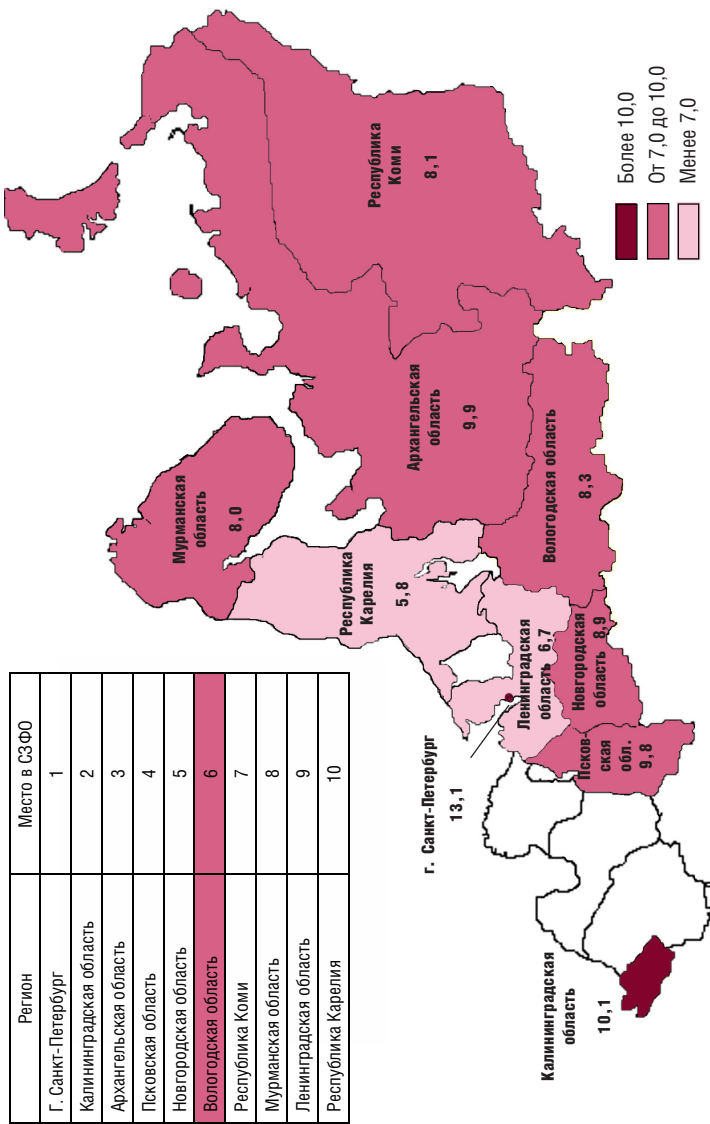 Регион Место в СЗФО
Г. Санкт-Петербург 1
Калининградская область 2
Архангельская область 3
Псковская область 4
Новгородская область 5
Вологодская область 6
Республика Коми 7
Мурманская область 8
Ленинградская область 9
Республика Карелия 10
Мурманская
область
8,0
Республика
Карелия
5,8
Архангельская
область
9,9
Республика
Коми
8,1
г. Санкт-Петербург
13,1
Ленинградская
область 6,7
Вологодская область
8,3
Новгородская
область 8,9
Псков-
ская
обл.
9,8
Калининградская
область
10,1
Более 10,0
От 7,0 до 10,0
Менее 7,0